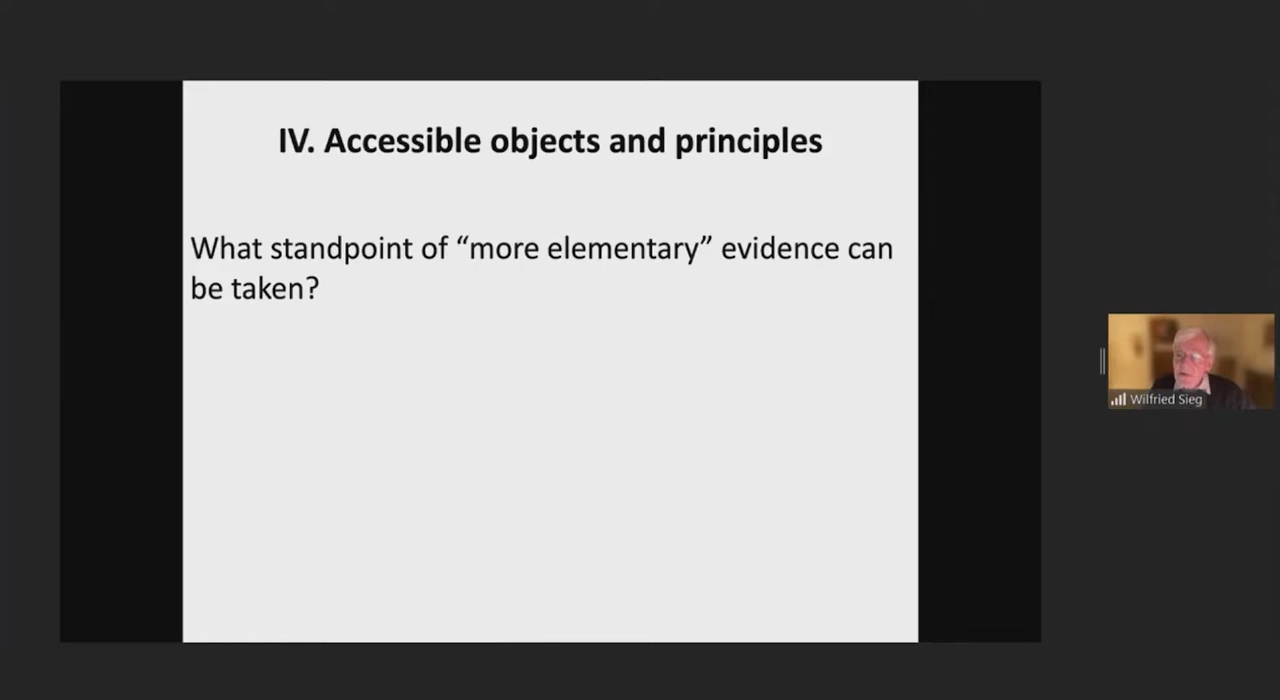 IV. Accessible objects and principles
What standpoint of “more elementary” evidence can
be taken?
Wilfried Sieg